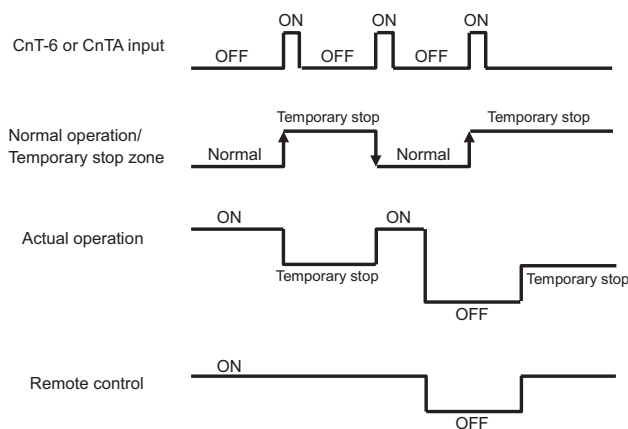 ON ON ON
CnT-6 or CnTA input
OFF OFF OFF
Temporary stop Temporary stop
Normal operation/
Temporary stop zone
Normal Normal
ON ON
Actual operation
Temporary stop Temporary stop
OFF
ON
Remote control
OFF